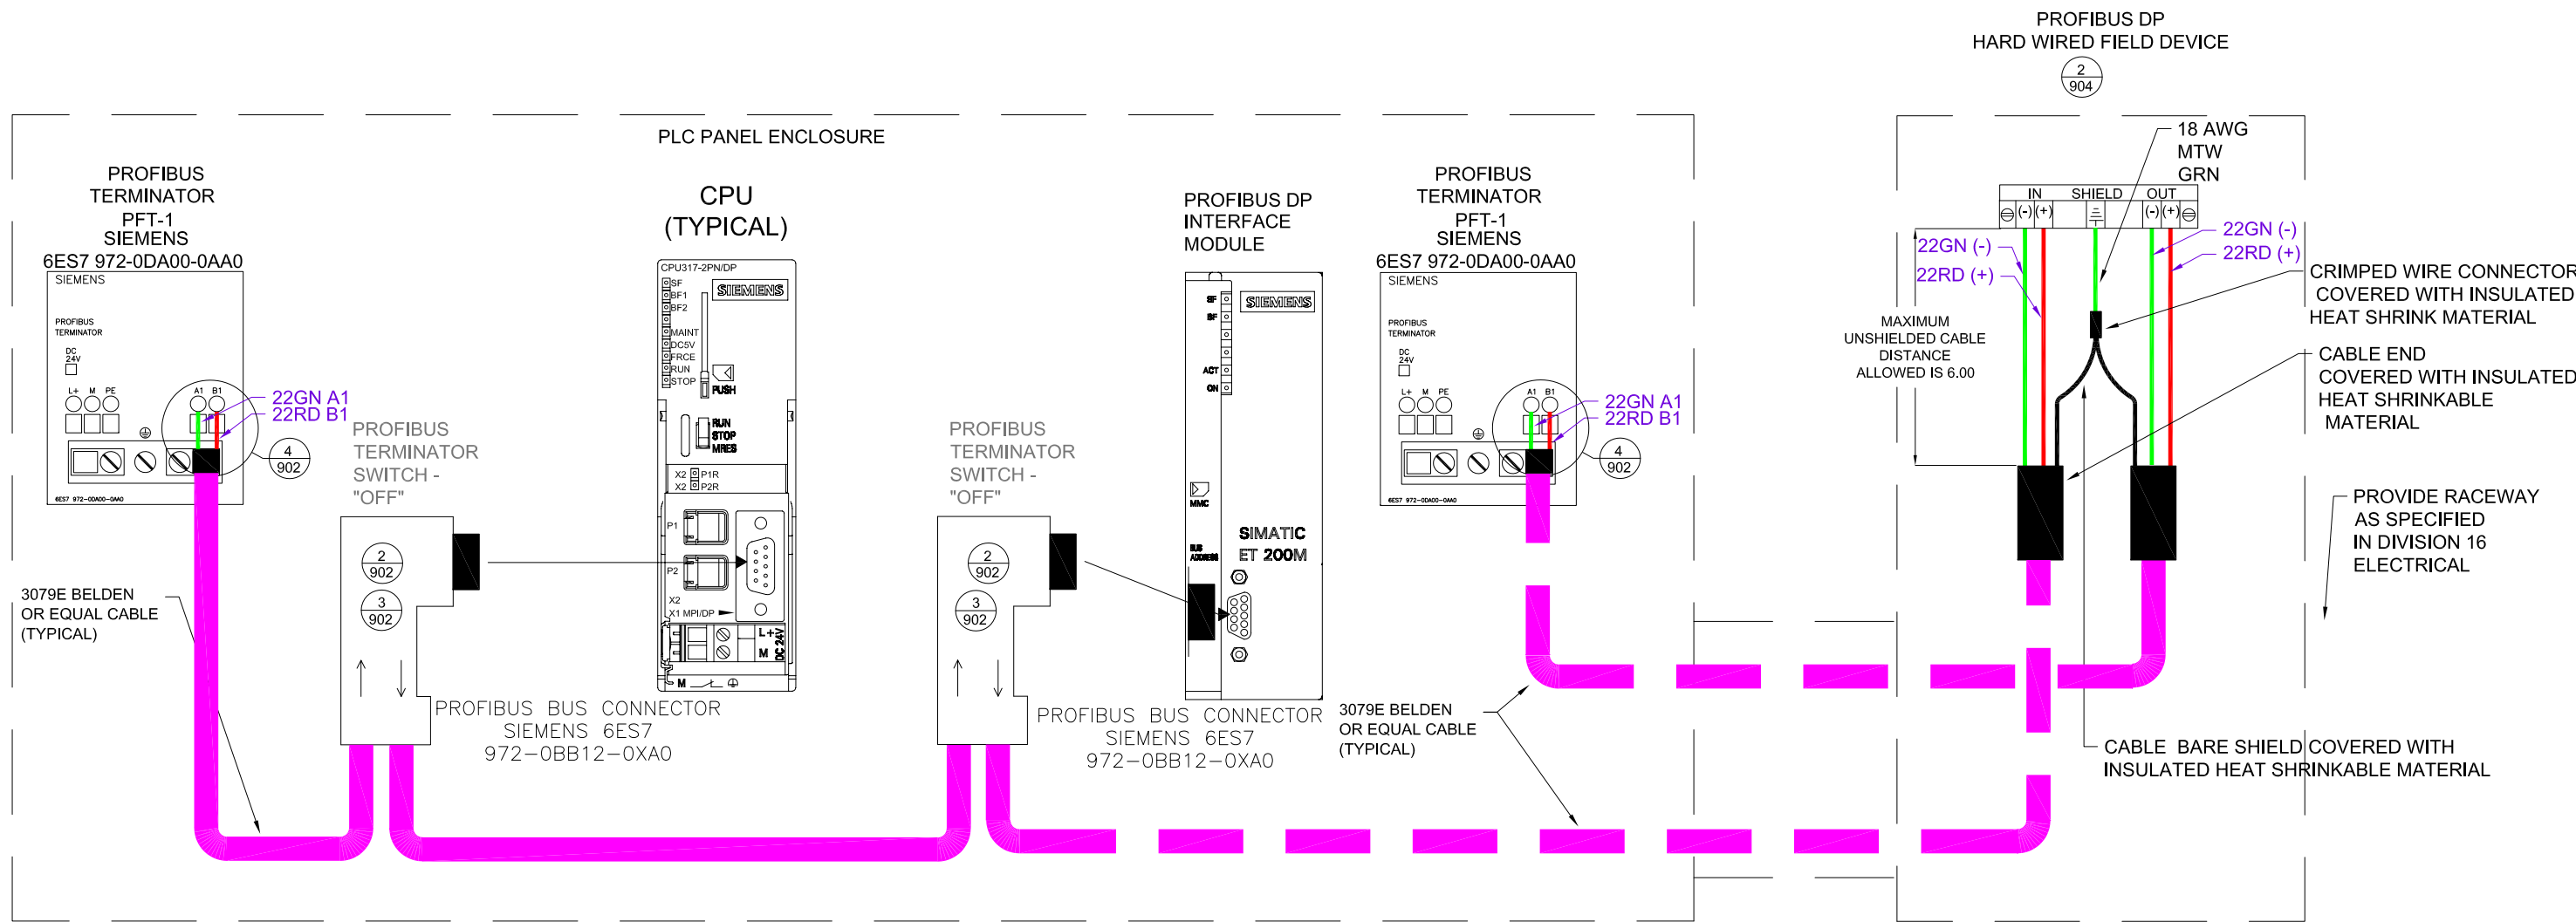 PROFIBUS DP
HARD WIRED FIELD DEVICE
2
904
PLC PANEL ENCLOSURE
PROFIBUS
TERMINATOR
PFT-1
SIEMENS
6ES7 972-0DA00-0AA0
SIEMENS
PROFIBUS
TERMINATOR
DC
24V
L+ M PE
A1 B1
22GN A1
22RD B1
4
902
6ES7 972-0DA00-0AA0
3079E BELDEN
OR EQUAL CABLE
(TYPICAL)
PROFIBUS
TERMINATOR
SWITCH -
"OFF"
2
902
3
902
PROFIBUS BUS CONNECTOR
SIEMENS 6ES7
972-0BB12-0XA0
CPU
(TYPICAL)
CPU317-2PN/DP
SIEMENS
SF
BF1
BF2
MAINT
DC5V
FRCE
RUN
STOP
PUSH
RUN
STOP
MRES
X2 P1R
X2 P2R
P1
P2
X2
X1 MPI/DP
L+
M
DC 24V
M
PROFIBUS
TERMINATOR
SWITCH -
"OFF"
2
902
3
902
PROFIBUS BUS CONNECTOR
SIEMENS 6ES7
972-0BB12-0XA0
PROFIBUS DP
INTERFACE
MODULE
SF
BF
SIEMENS
ACT
ON
MMC
BUS
ADDRESS
SIMATIC
ET 200M
PROFIBUS
TERMINATOR
PFT-1
SIEMENS
6ES7 972-0DA00-0AA0
SIEMENS
PROFIBUS
TERMINATOR
DC
24V
L+ M PE
A1 B1
22GN A1
22RD B1
4
902
6ES7 972-0DA00-0AA0
3079E BELDEN
OR EQUAL CABLE
(TYPICAL)
18 AWG
MTW
GRN
IN SHIELD OUT
(-) (+) (-) (+)
22GN (-)
22RD (+)
22GN (-)
22RD (+)
MAXIMUM
UNSHIELDED CABLE
DISTANCE
ALLOWED IS 6.00
CRIMPED WIRE CONNECTOR
COVERED WITH INSULATED
HEAT SHRINK MATERIAL
CABLE END
COVERED WITH INSULATED
HEAT SHRINKABLE
MATERIAL
PROVIDE RACEWAY
AS SPECIFIED
IN DIVISION 16
ELECTRICAL
CABLE BARE SHIELD COVERED WITH
INSULATED HEAT SHRINKABLE MATERIAL